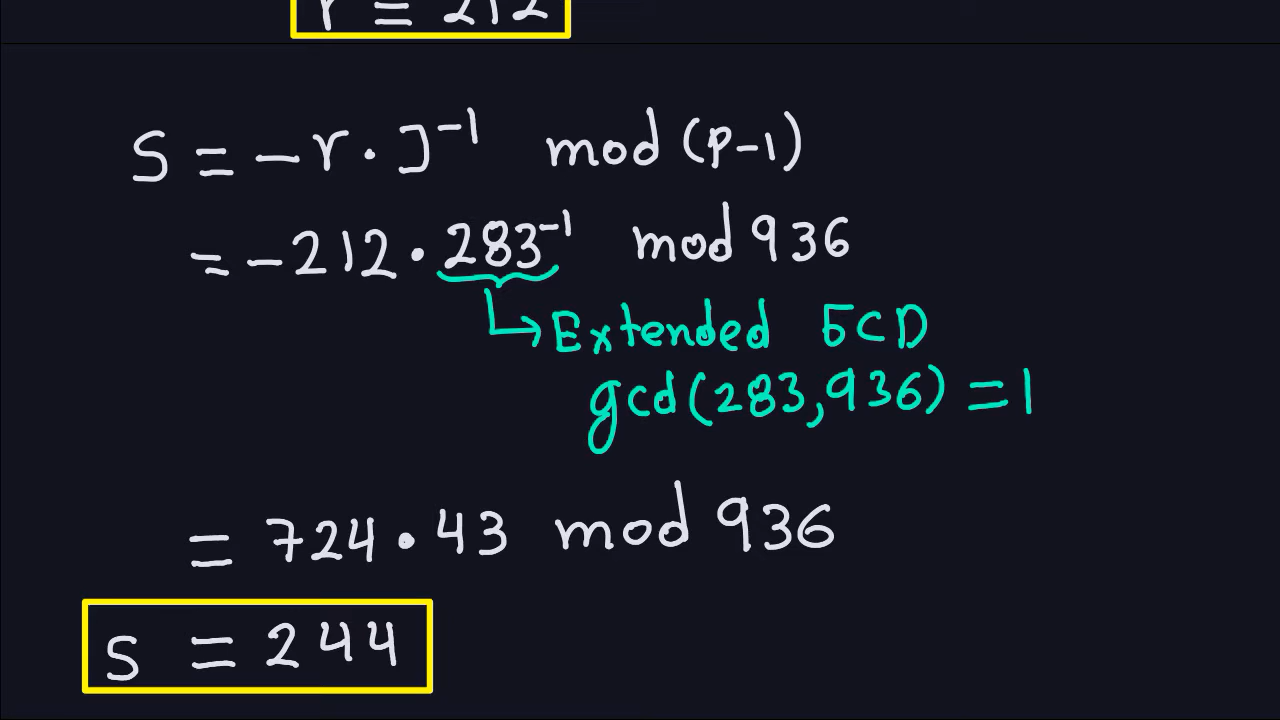 r = 212
S = -r · J⁻¹ mod (p-1)
= -212 · 283⁻¹ mod 936
Extended GCD
gcd(283,936) = 1
= 724 · 43 mod 936
s = 244